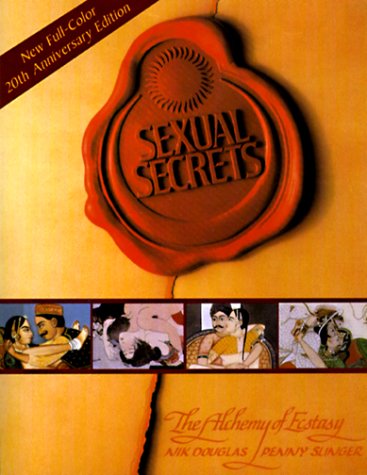 New Full-Color
20th Anniversary Edition
SEXUAL
SECRETS
The Alchemy of Ecstasy
NIK DOUGLAS PENNY SLINGER